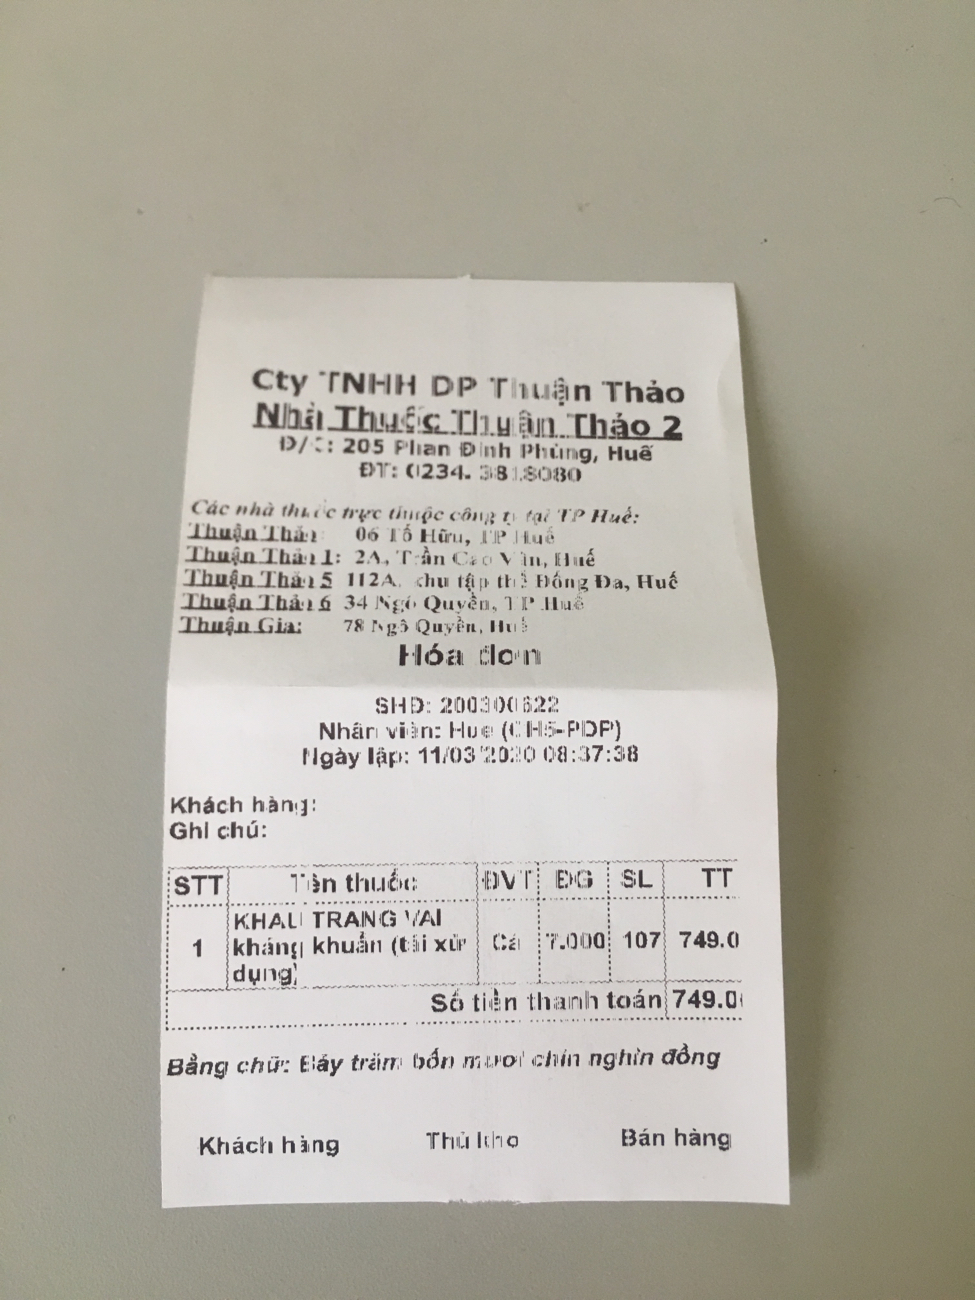 Cty TNHH DP Thuận Thảo
Nhà Thuốc Thuận Thảo 2
Đ/C: 205 Phan Đình Phùng, Huế
ĐT: 0234. 3818080
Các nhà thuốc trực thuộc công ty tại TP Huế:
Thuận Thảo: 06 Tố Hữu, TP Huế
Thuận Thảo 1: 2A, Trần Cao Vân, Huế
Thuận Thảo 5 112A, khu tập thể Đống Đa, Huế
Thuận Thảo 6 34 Ngô Quyền, TP Huế
Thuận Gia: 78 Ngô Quyền, Huế
Hóa đơn
SHD: 200300622
Nhân viên: Hue (CH5-PDP)
Ngày lập: 11/03/2020 08:37:38
Khách hàng:
Ghi chú:
STT Tên thuốc ĐVT ĐG SL TT
KHAU TRANG VAI
1 kháng khuẩn (tái xử Cá 7.000 107 749.0
dụng)
Số tiền thanh toán 749.0
Bằng chữ: Bảy trăm bốn mươi chín nghìn đồng
Khách hàng Thủ kho Bán hàng